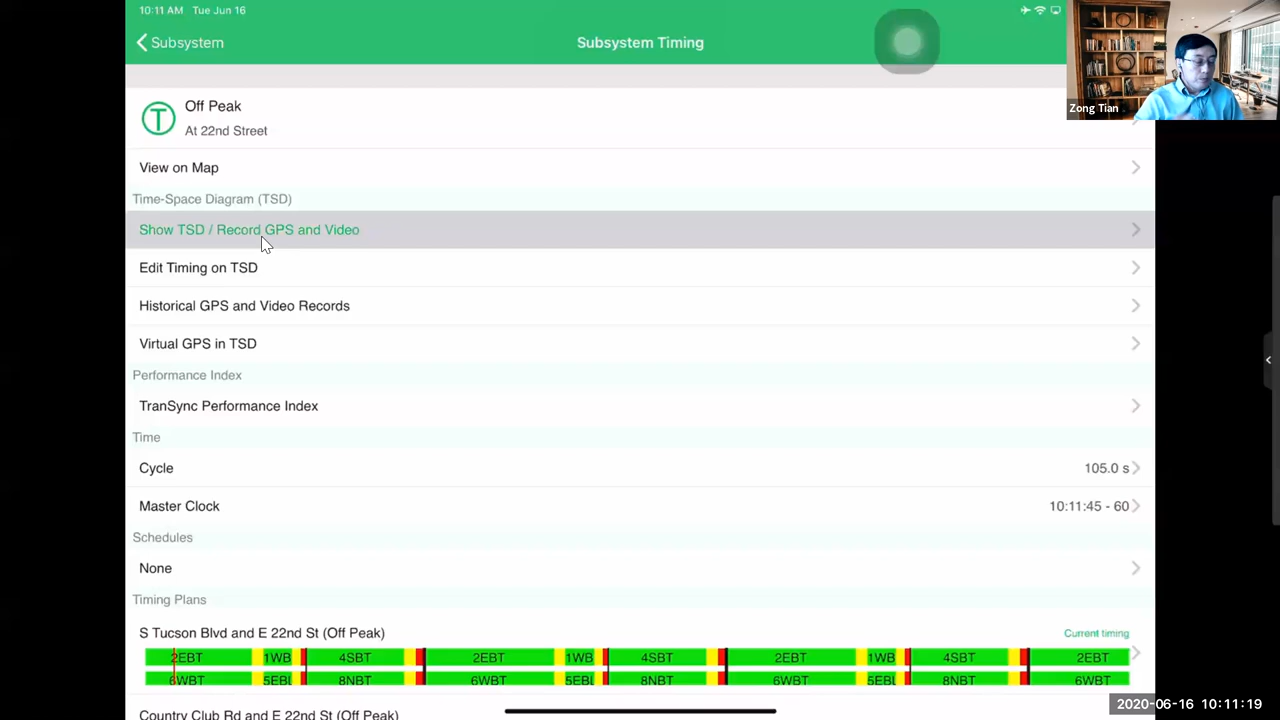 10:11 AM Tue Jun 16
Subsystem
Subsystem Timing
Zong Tian
Off Peak
At 22nd Street
View on Map
Time-Space Diagram (TSD)
Show TSD / Record GPS and Video
Edit Timing on TSD
Historical GPS and Video Records
Virtual GPS in TSD
Performance Index
TranSync Performance Index
Time
Cycle 105.0 s
Master Clock 10:11:45 - 60
Schedules
None
Timing Plans
S Tucson Blvd and E 22nd St (Off Peak) Current timing
2EBT 1WB 4SBT 2EBT 1WB 4SBT 2EBT 1WB 4SBT 2EBT
6WBT 5EBL 8NBT 6WBT 5EBL 8NBT 6WBT 5EBL 8NBT 6WBT
2020-06-16 10:11:19
Country Club Rd and E 22nd St (Off Peak)